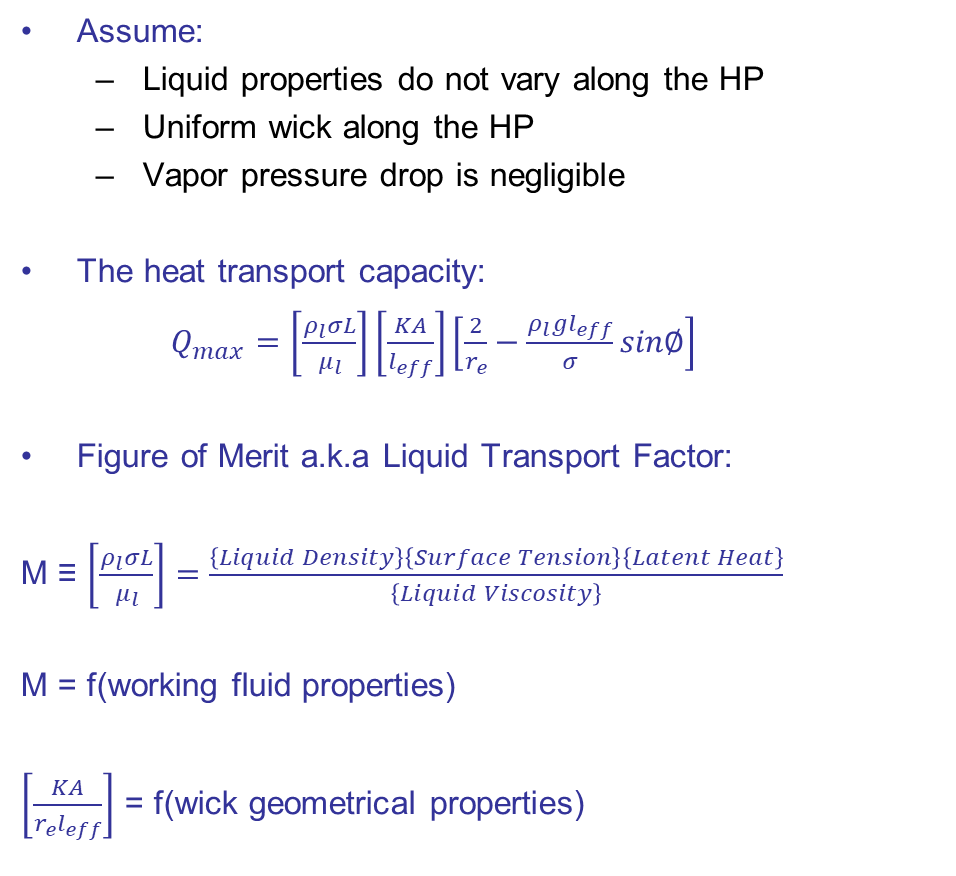 • Assume:
– Liquid properties do not vary along the HP
– Uniform wick along the HP
– Vapor pressure drop is negligible
• The heat transport capacity:
$Q_{max} = \left[\frac{\rho_l \sigma L}{\mu_l}\right]\left[\frac{KA}{l_{eff}}\right]\left[\frac{2}{r_e} - \frac{\rho_l g l_{eff}}{\sigma} sin\emptyset\right]$
• Figure of Merit a.k.a Liquid Transport Factor:
M ≡ $\left[\frac{\rho_l \sigma L}{\mu_l}\right] = \frac{\{Liquid\ Density\}\{Surface\ Tension\}\{Latent\ Heat\}}{\{Liquid\ Viscosity\}}$
M = f(working fluid properties)
$\left[\frac{KA}{r_e l_{eff}}\right]$ = f(wick geometrical properties)